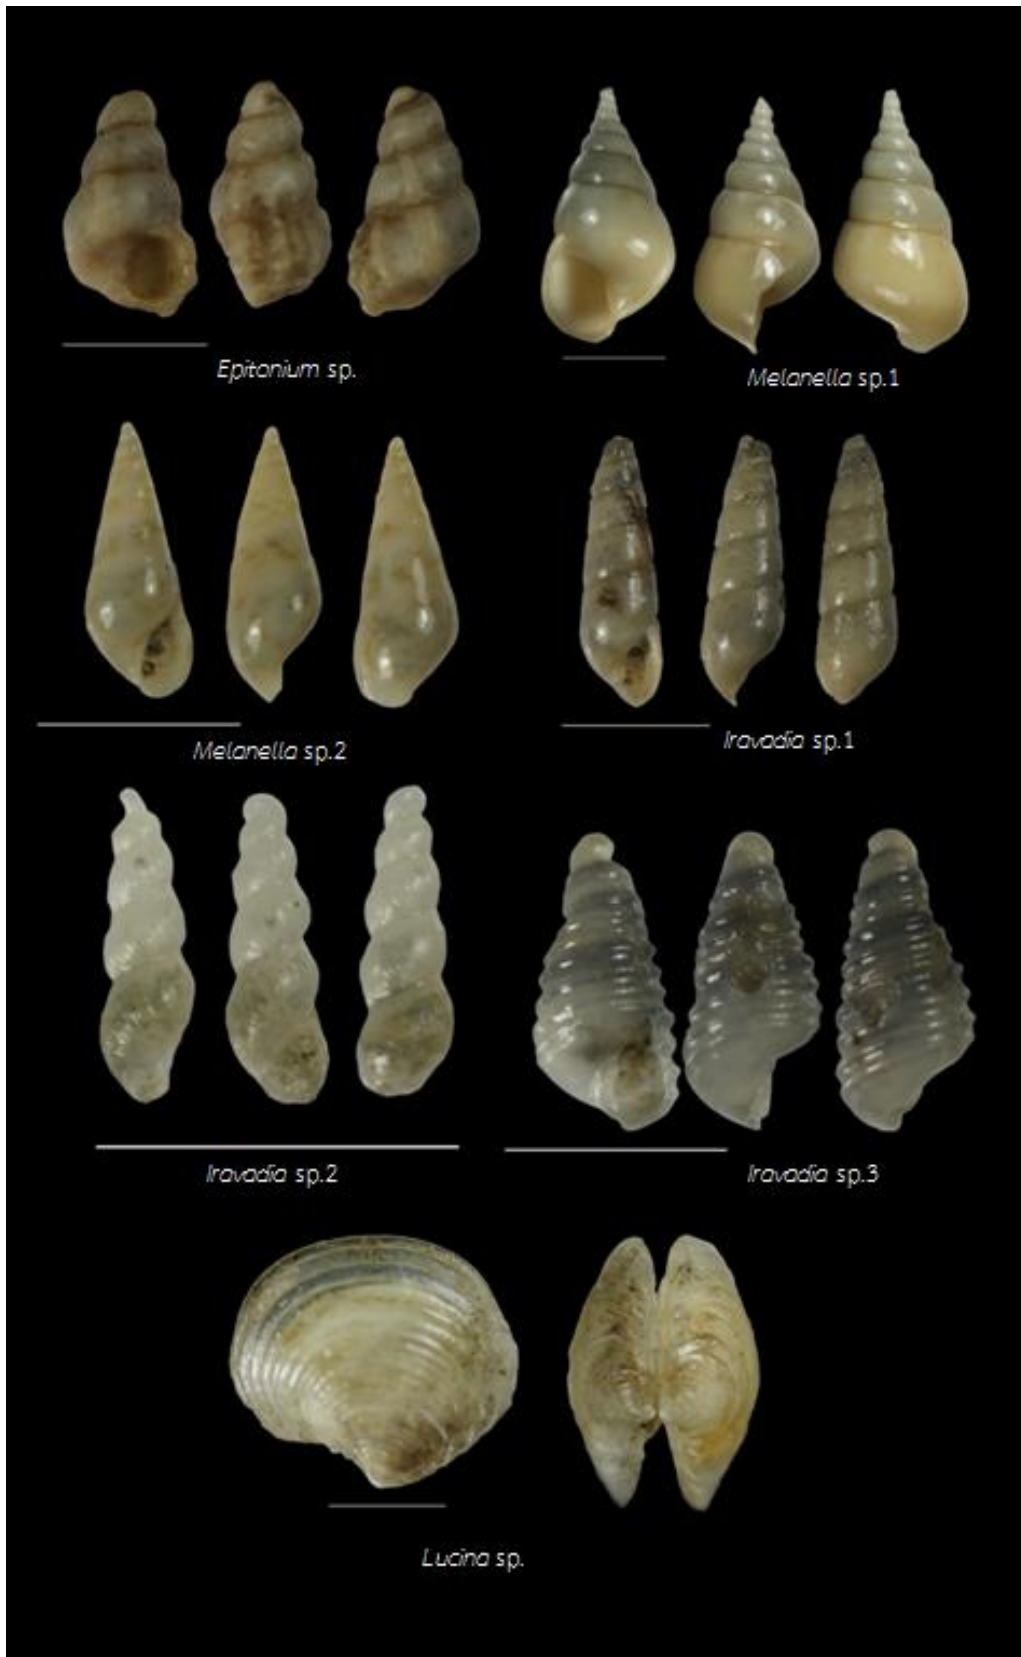 Epitonium sp.
Melanella sp.1
Melanella sp.2
Iravadia sp.1
Iravadia sp.2
Iravadia sp.3
Lucina sp.